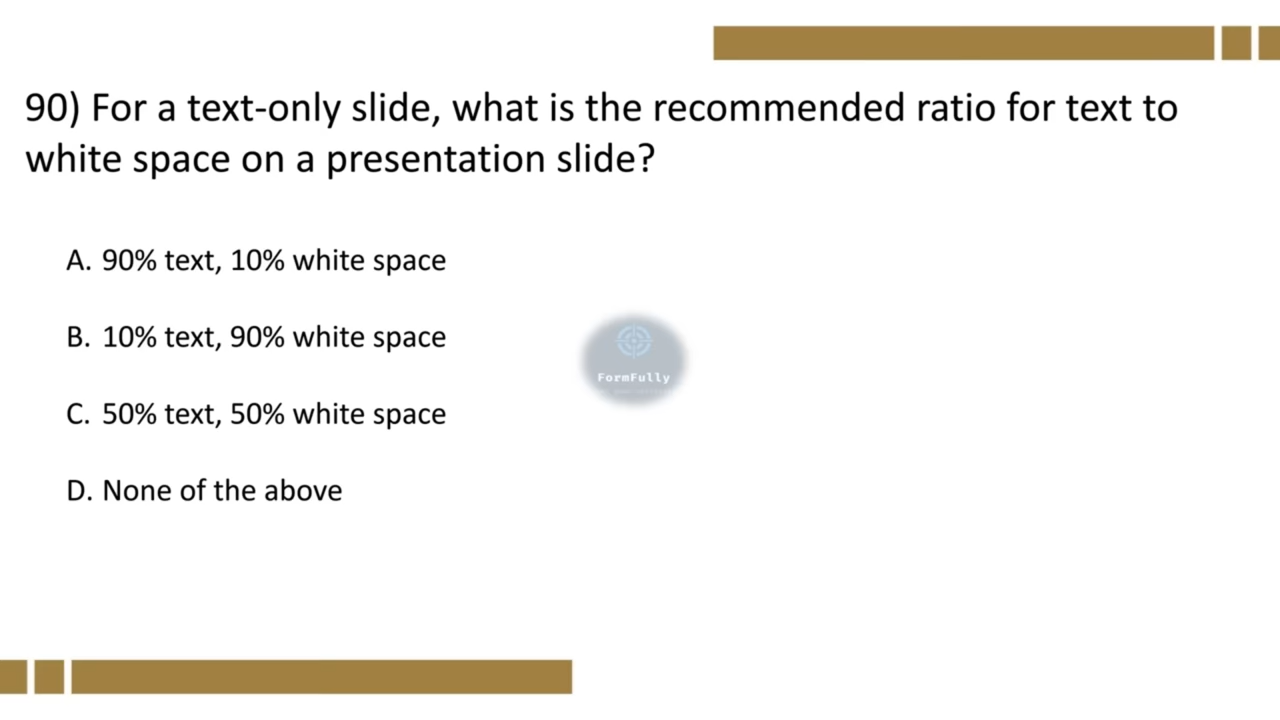 90) For a text-only slide, what is the recommended ratio for text to
white space on a presentation slide?
A. 90% text, 10% white space
B. 10% text, 90% white space
FormFully
C. 50% text, 50% white space
D. None of the above